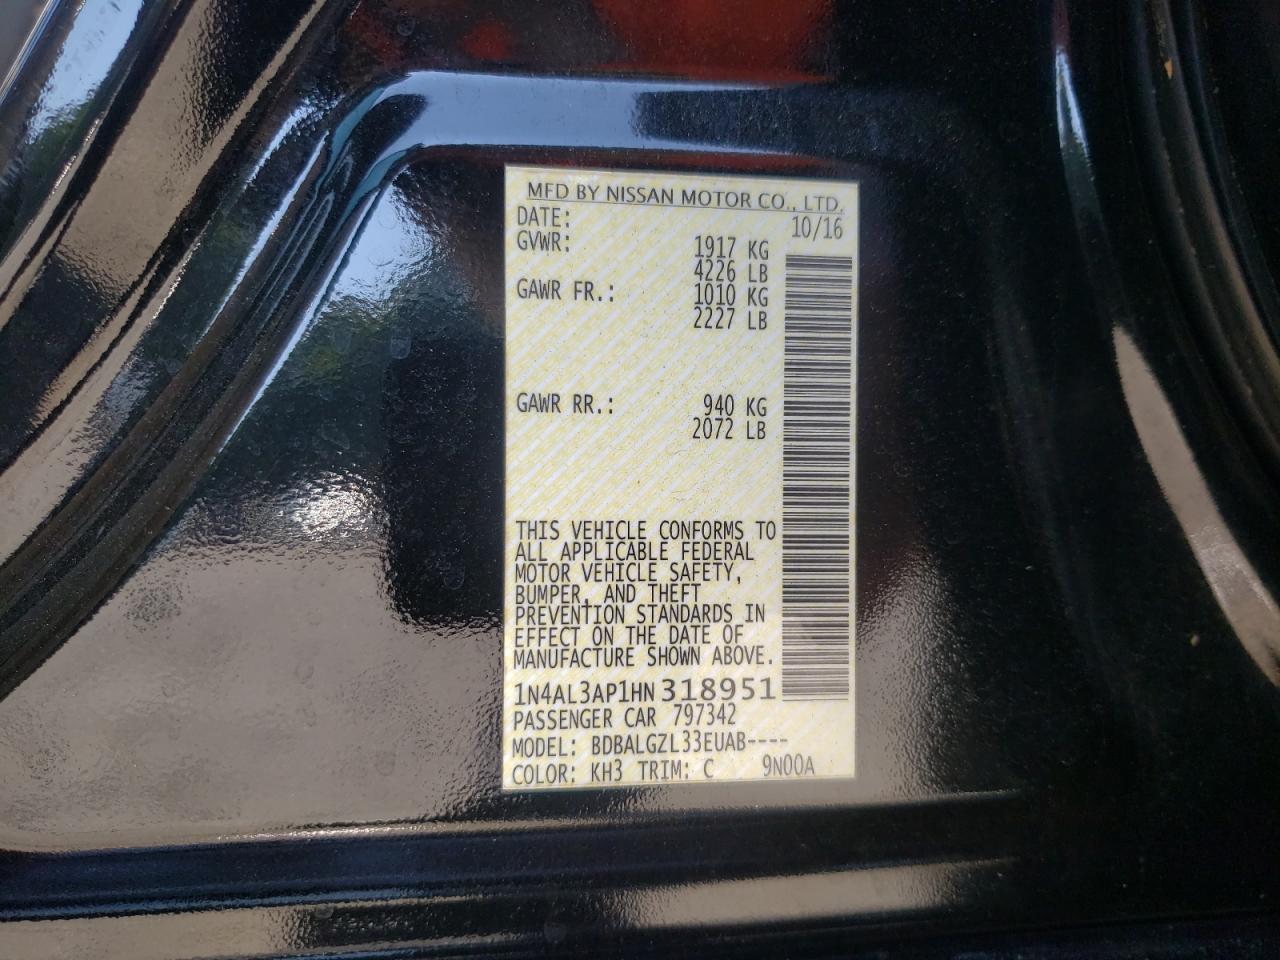 MFD BY NISSAN MOTOR CO., LTD.
DATE: 10/16
GVWR: 1917 KG
4226 LB
GAWR FR.: 1010 KG
2227 LB
GAWR RR.: 940 KG
2072 LB
THIS VEHICLE CONFORMS TO
ALL APPLICABLE FEDERAL
MOTOR VEHICLE SAFETY,
BUMPER, AND THEFT
PREVENTION STANDARDS IN
EFFECT ON THE DATE OF
MANUFACTURE SHOWN ABOVE.
1N4AL3AP1HN318951
PASSENGER CAR 797342
MODEL: BDBALGZL33EUAB----
COLOR: KH3 TRIM: C 9N00A